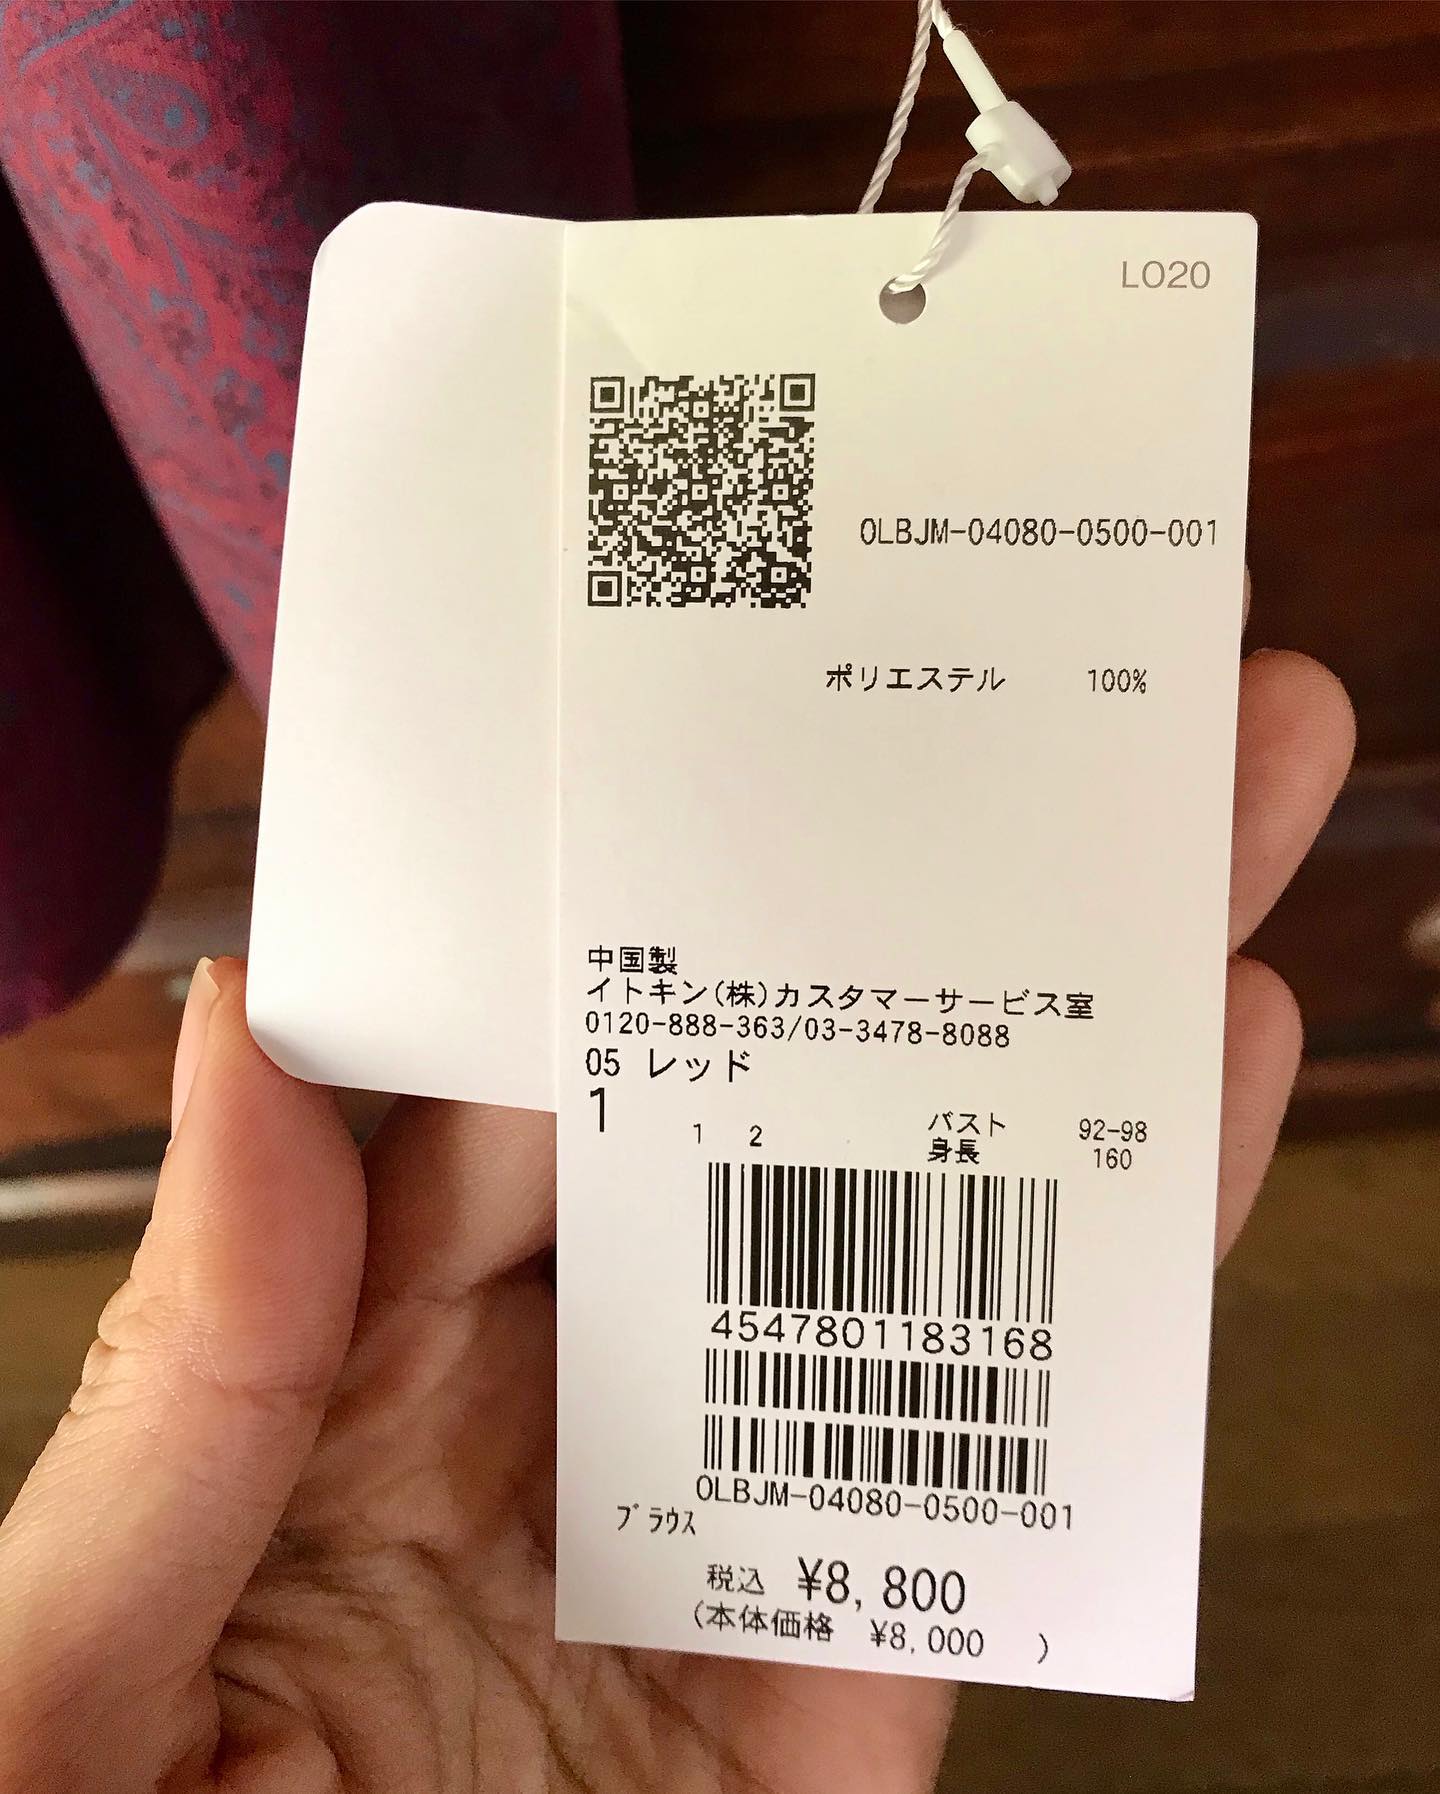 LO20
OLBJM-04080-0500-001
ポリエステル 100%
中国製
イトキン(株)カスタマーサービス室
0120-888-363/03-3478-8088
05 レッド
1
1 2
バスト 92-98
身長 160
4547801183168
OLBJM-04080-0500-001
ブラウス
税込 ¥8,800
(本体価格 ¥8,000 )